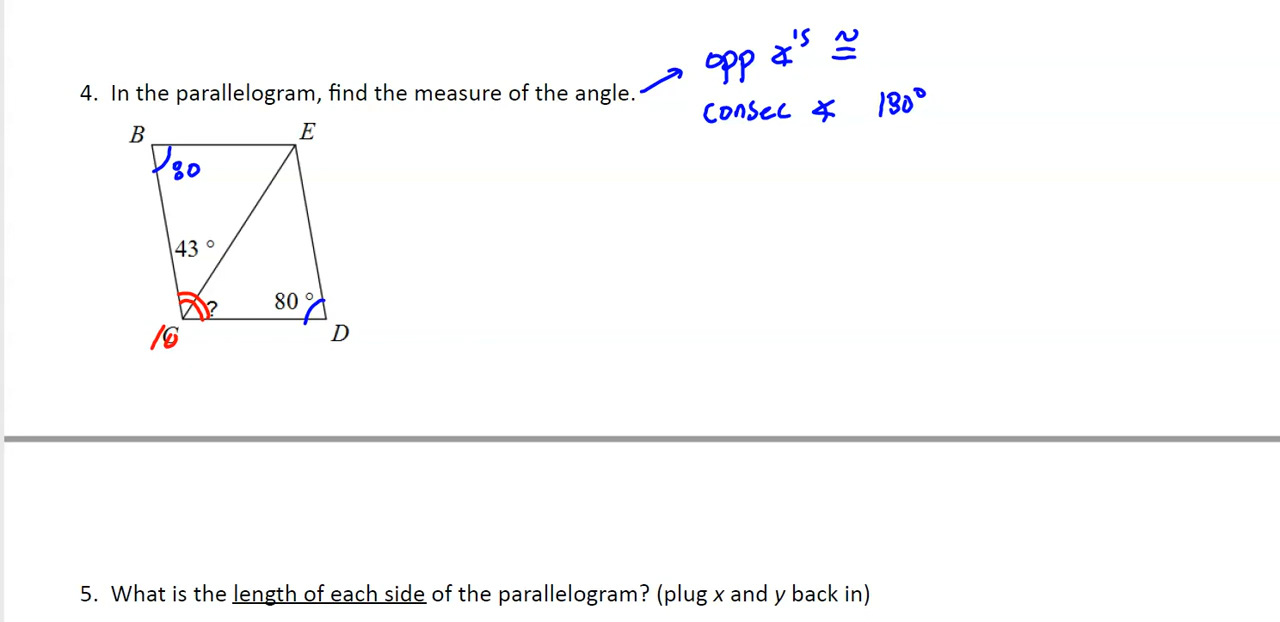 opp ∡'s ≅
4. In the parallelogram, find the measure of the angle.
consec ∡ 180°
B E
80
43 °
? 80 °
D
5. What is the length of each side of the parallelogram? (plug x and y back in)